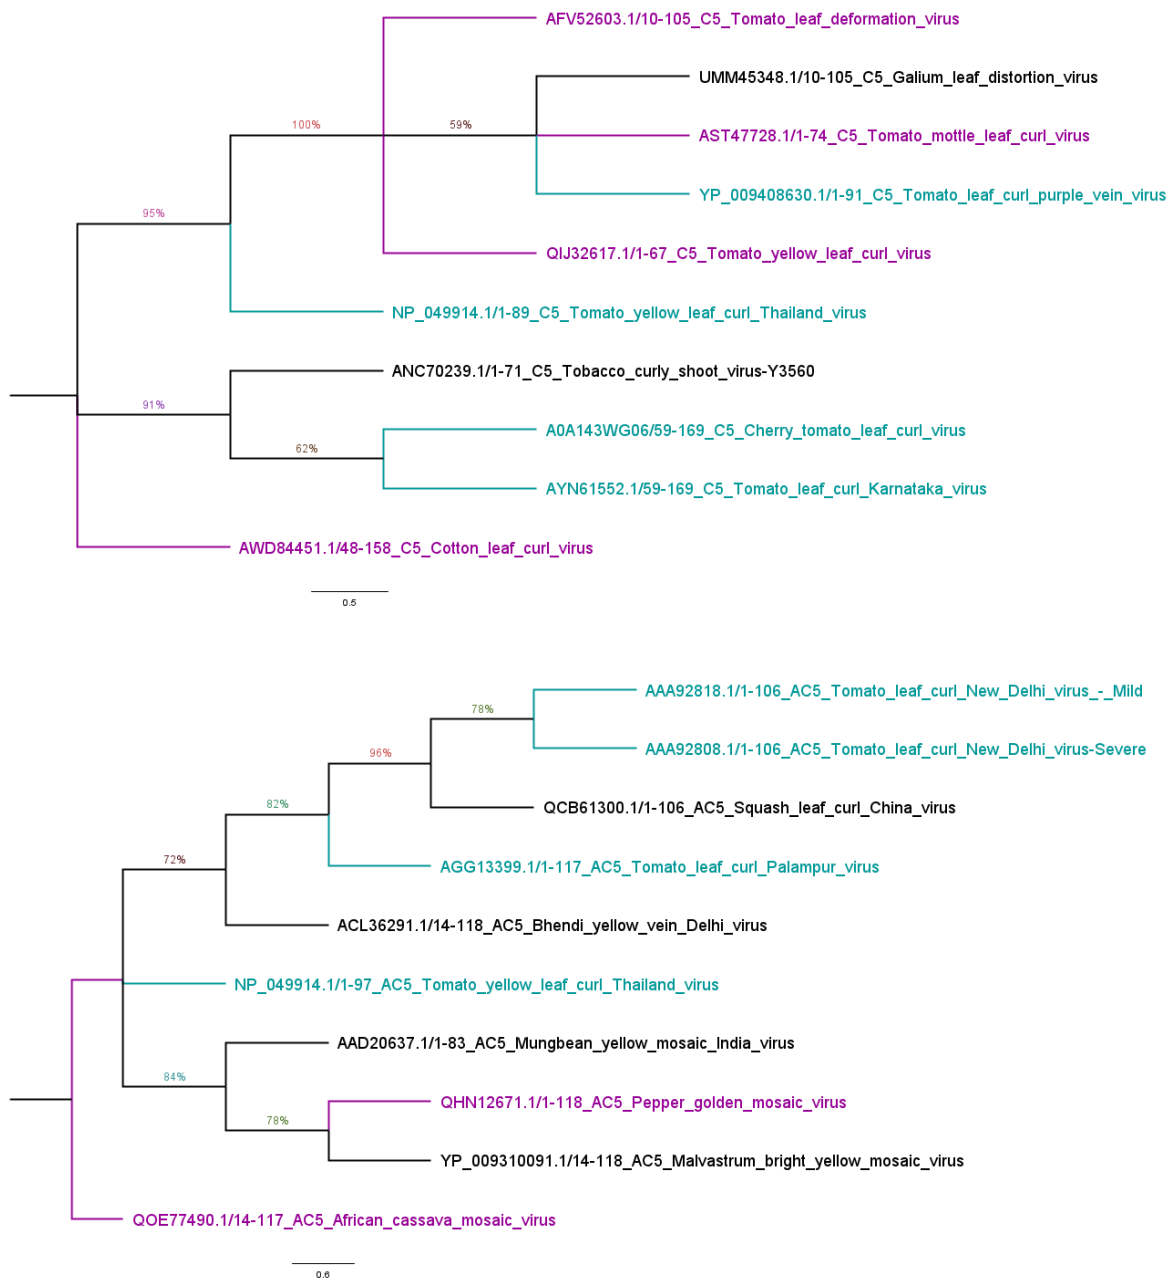 AFV52603.1/10-105_C5_Tomato_leaf_deformation_virus
UMM45348.1/10-105_C5_Galium_leaf_distortion_virus
100%
59%
AST47728.1/1-74_C5_Tomato_mottle_leaf_curl_virus
YP_009408630.1/1-91_C5_Tomato_leaf_curl_purple_vein_virus
95%
QIJ32617.1/1-67_C5_Tomato_yellow_leaf_curl_virus
NP_049914.1/1-89_C5_Tomato_yellow_leaf_curl_Thailand_virus
ANC70239.1/1-71_C5_Tobacco_curly_shoot_virus-Y3560
91%
A0A143WG06/59-169_C5_Cherry_tomato_leaf_curl_virus
62%
AYN61552.1/59-169_C5_Tomato_leaf_curl_Karnataka_virus
AWD84451.1/48-158_C5_Cotton_leaf_curl_virus
0.5
AAA92818.1/1-106_AC5_Tomato_leaf_curl_New_Delhi_virus_-_Mild
78%
AAA92808.1/1-106_AC5_Tomato_leaf_curl_New_Delhi_virus-Severe
96%
QCB61300.1/1-106_AC5_Squash_leaf_curl_China_virus
82%
AGG13399.1/1-117_AC5_Tomato_leaf_curl_Palampur_virus
72%
ACL36291.1/14-118_AC5_Bhendi_yellow_vein_Delhi_virus
NP_049914.1/1-97_AC5_Tomato_yellow_leaf_curl_Thailand_virus
AAD20637.1/1-83_AC5_Mungbean_yellow_mosaic_India_virus
84%
QHN12671.1/1-118_AC5_Pepper_golden_mosaic_virus
78%
YP_009310091.1/14-118_AC5_Malvastrum_bright_yellow_mosaic_virus
QOE77490.1/14-117_AC5_African_cassava_mosaic_virus
0.6